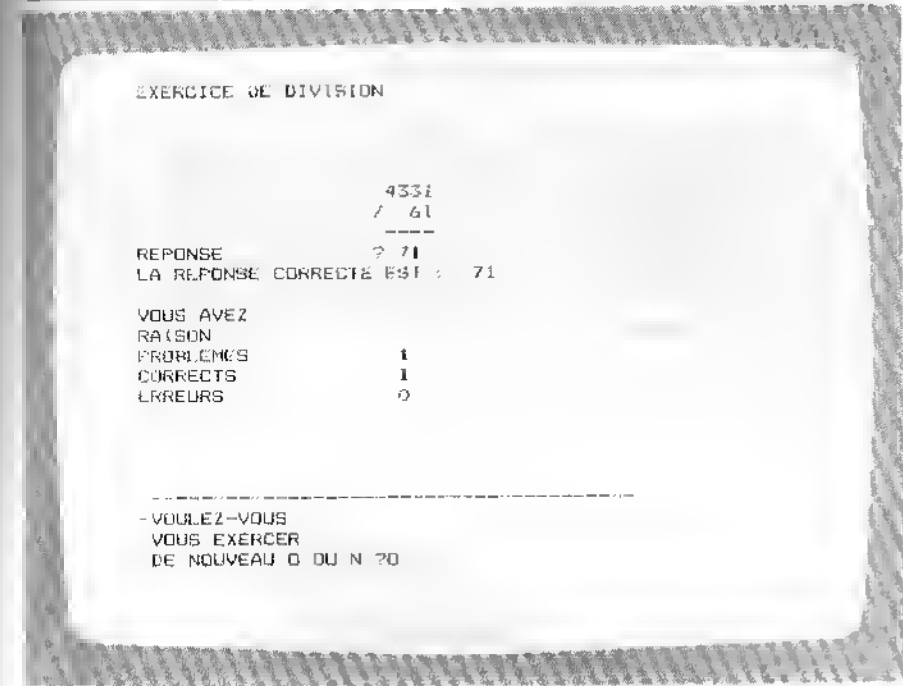 EXERCICE DE DIVISION
4331
/ 61
----
REPONSE ? 71
LA REPONSE CORRECTE EST : 71
VOUS AVEZ
RAISON
PROBLEMES 1
CORRECTS 1
ERREURS 0
-VOULEZ-VOUS
VOUS EXERCER
DE NOUVEAU O OU N ?O